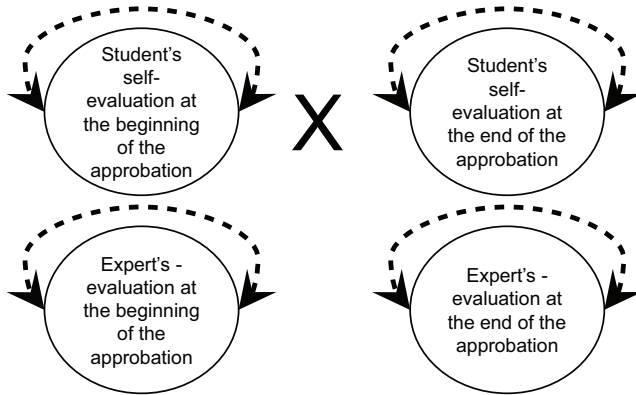 Student's
self-
evaluation at
the beginning
of the
approbation
X
Student's
self-
evaluation at
the end of the
approbation
Expert's -
evaluation at
the beginning
of the
approbation
Expert's -
evaluation at
the end of the
approbation